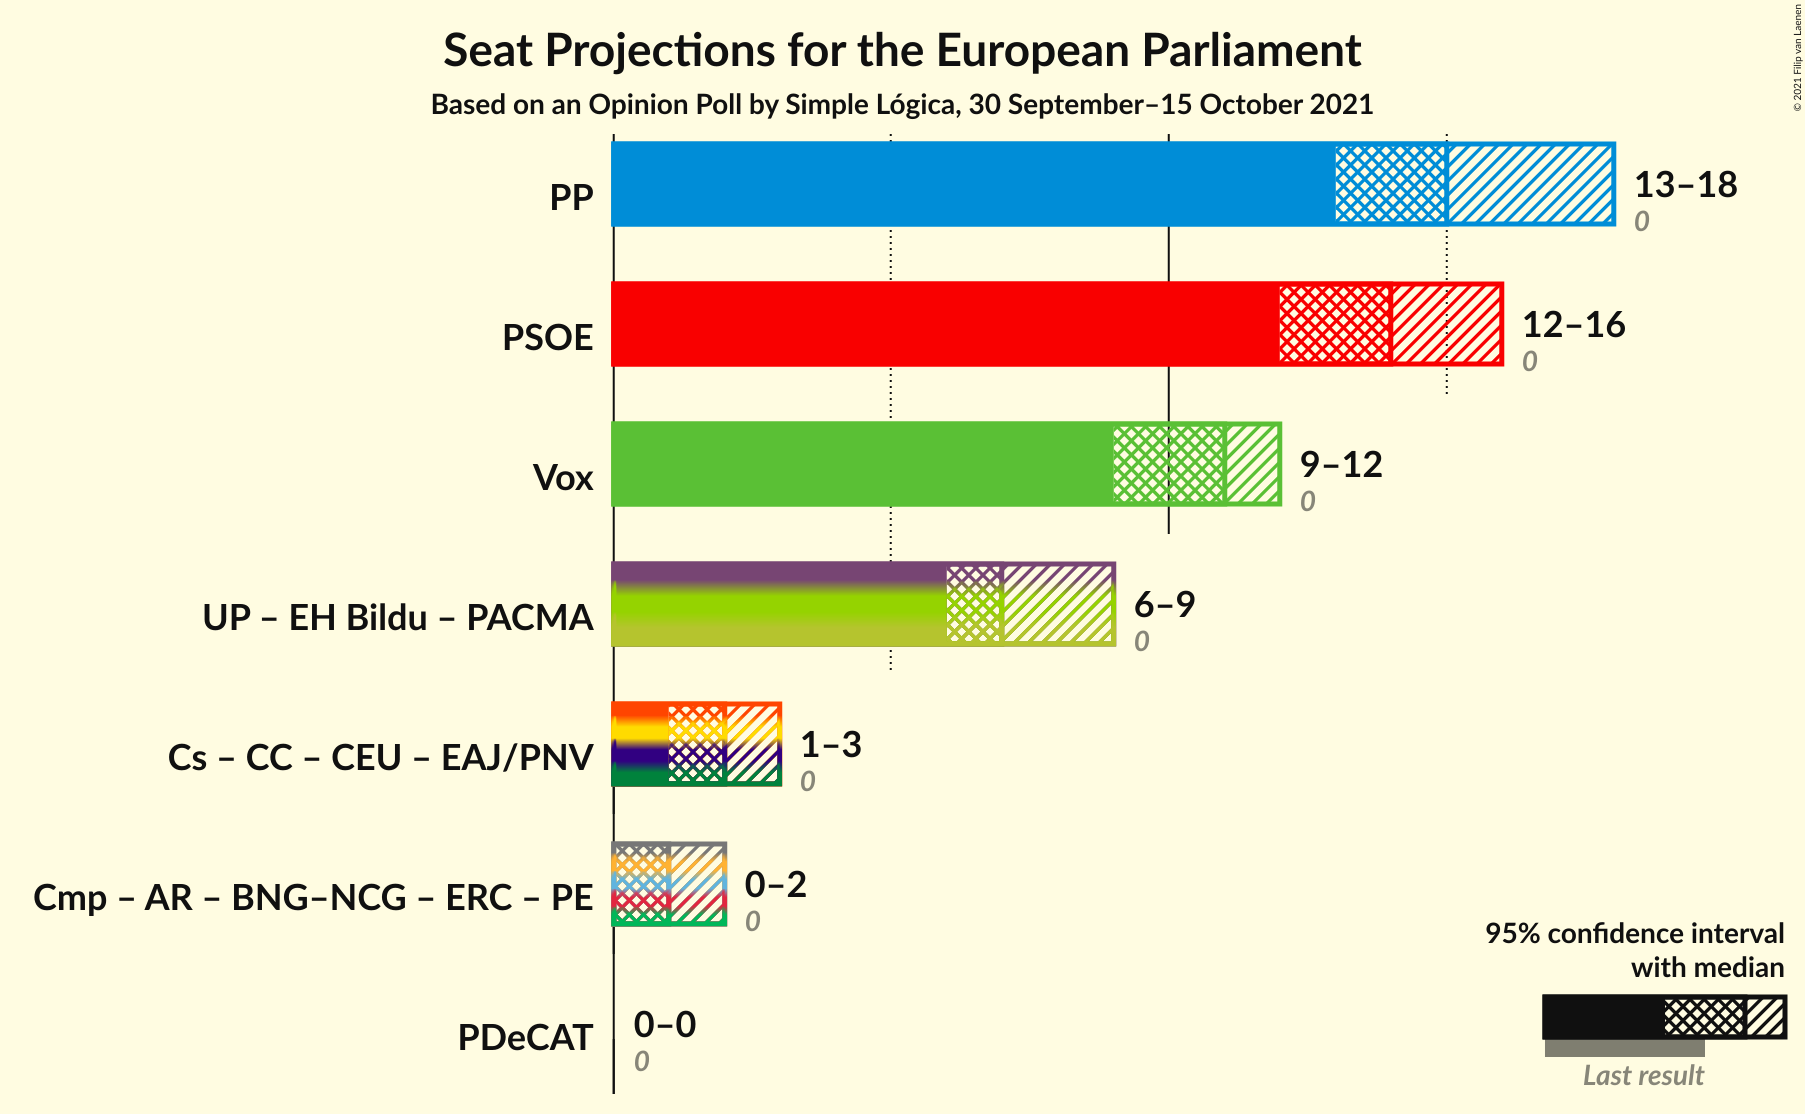 Seat Projections for the European Parliament
Based on an Opinion Poll by Simple Lógica, 30 September–15 October 2021
© 2021 Filip van Laenen
PP
13–18
0
PSOE
12–16
0
Vox
9–12
0
UP – EH Bildu – PACMA
6–9
0
Cs – CC – CEU – EAJ/PNV
1–3
0
Cmp – AR – BNG–NCG – ERC – PE
0–2
0
PDeCAT
0–0
0
95% confidence interval
with median
Last result